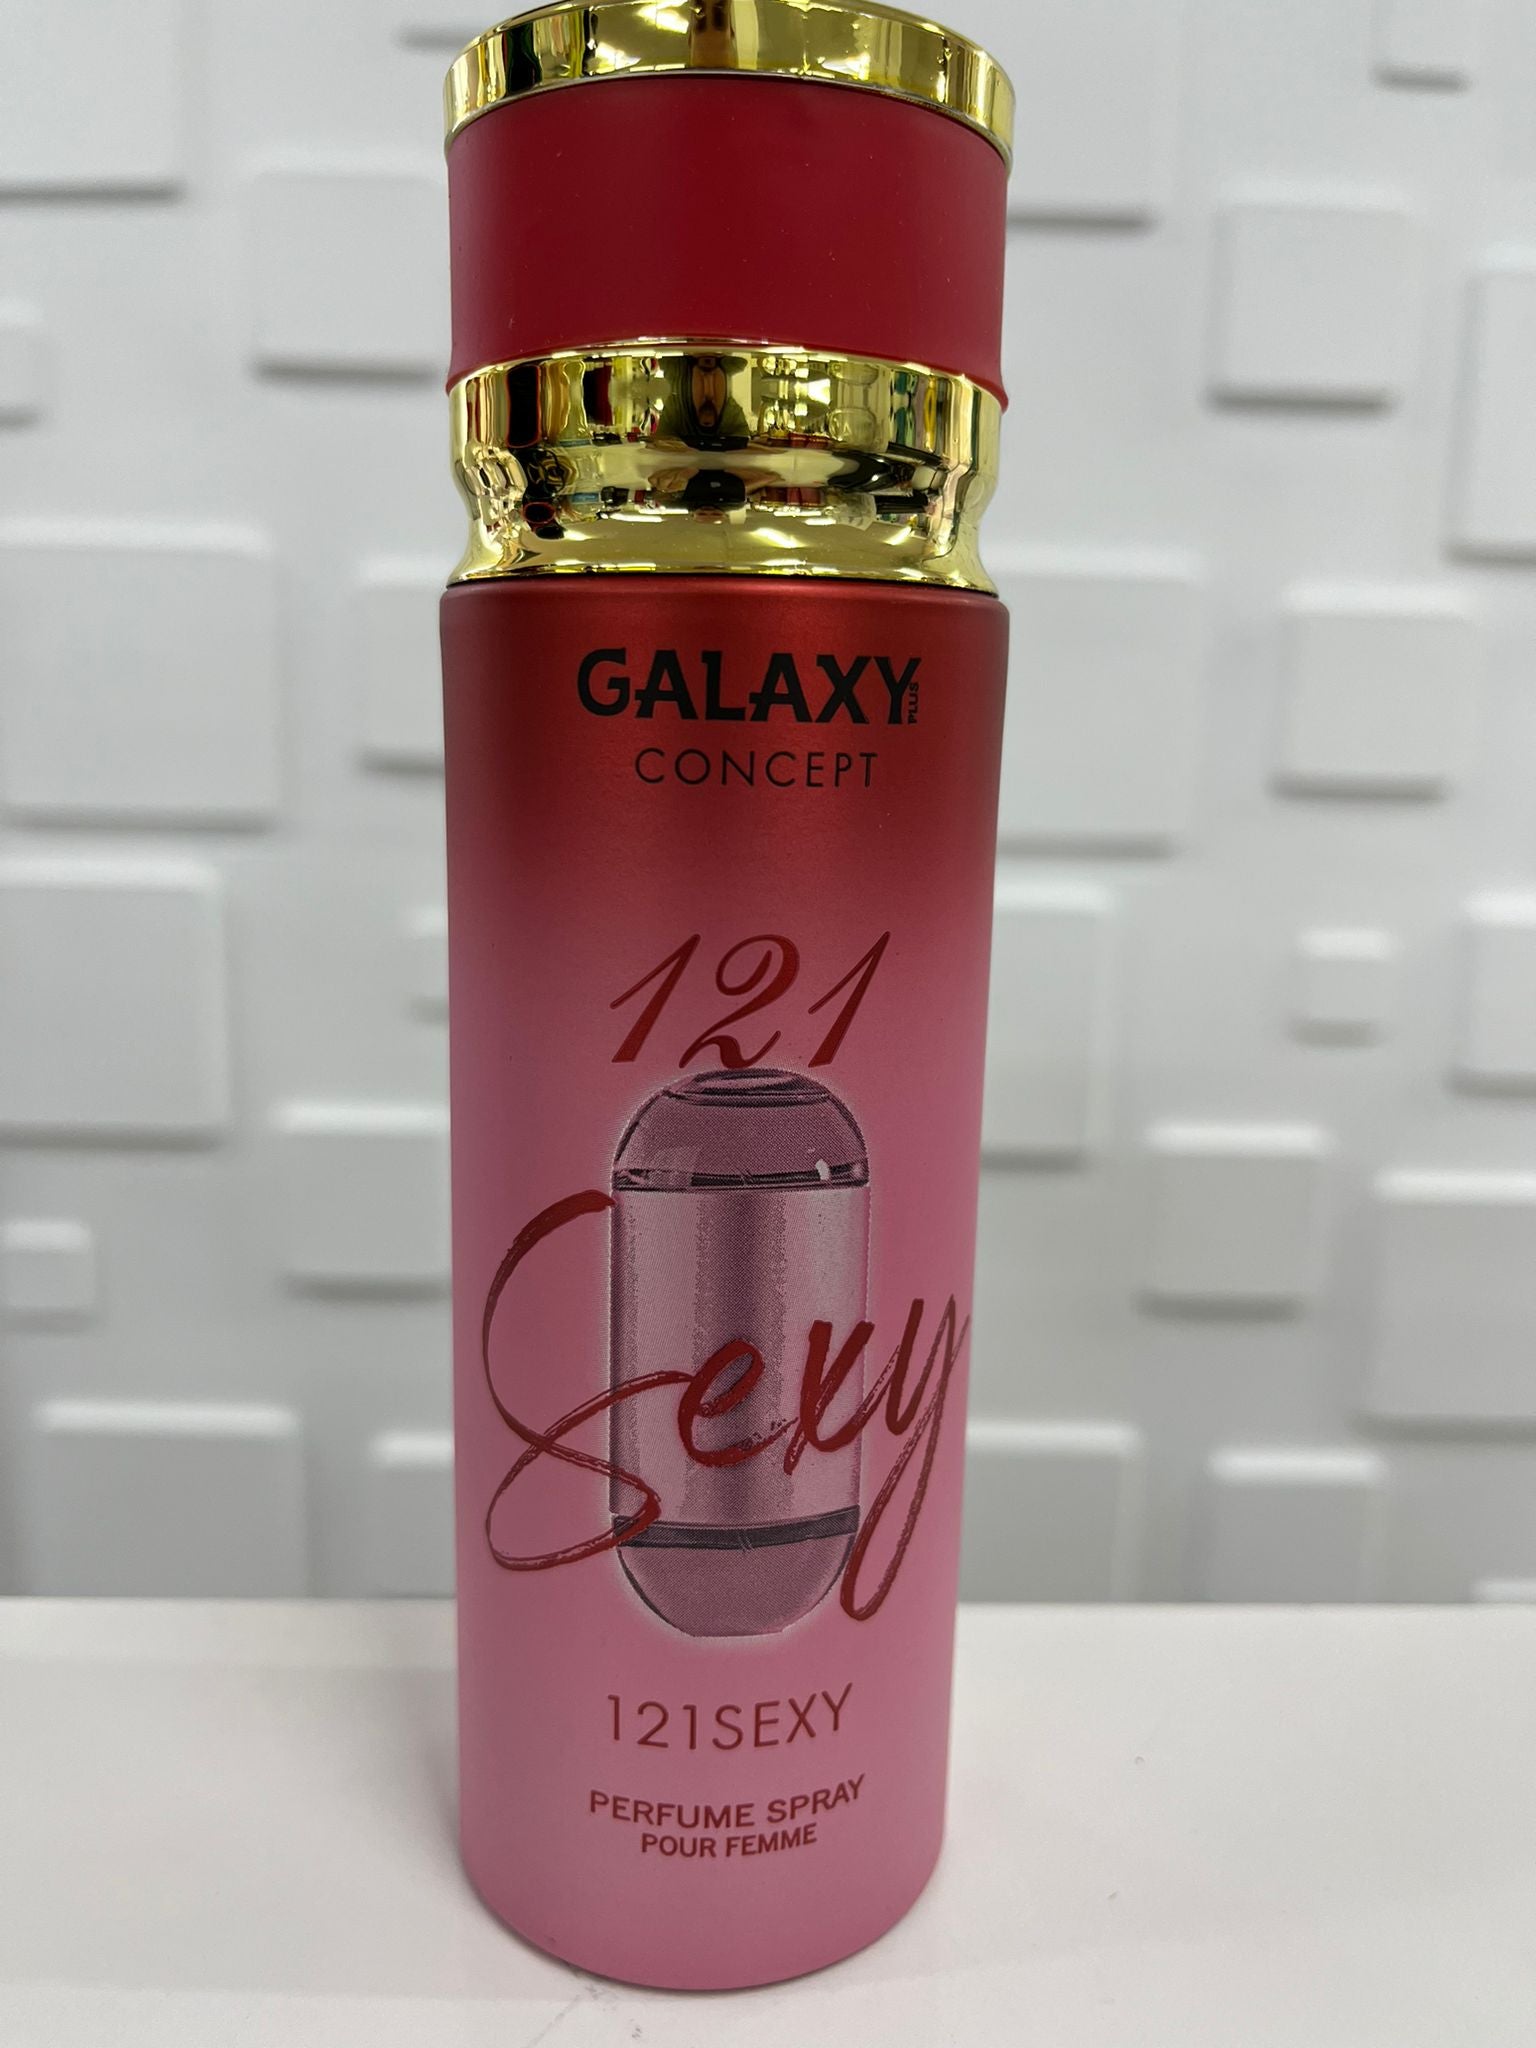 GALAXY PLUS
CONCEPT
121
Sexy
121SEXY
PERFUME SPRAY
POUR FEMME